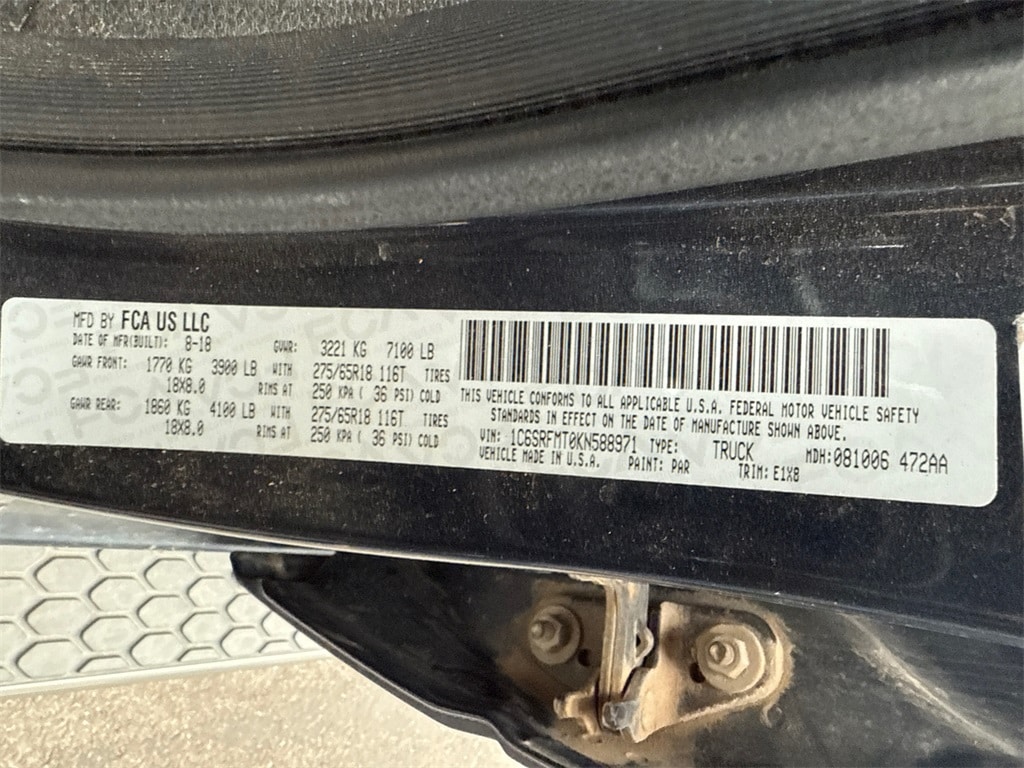 MFD BY FCA US LLC
DATE OF MFR(BUILT): 8-18 GVWR: 3221 KG 7100 LB
GAWR FRONT: 1770 KG 3900 LB WITH 275/65R18 116T TIRES
18X8.0 RIMS AT 250 KPA ( 36 PSI) COLD
GAWR REAR: 1860 KG 4100 LB WITH 275/65R18 116T TIRES
18X8.0 RIMS AT 250 KPA ( 36 PSI) COLD
THIS VEHICLE CONFORMS TO ALL APPLICABLE U.S.A. FEDERAL MOTOR VEHICLE SAFETY
STANDARDS IN EFFECT ON THE DATE OF MANUFACTURE SHOWN ABOVE.
VIN: 1C6SRFMT0KN588971 TYPE: TRUCK MDH:081006 472AA
VEHICLE MADE IN U.S.A. PAINT: PAR TRIM: E1X8